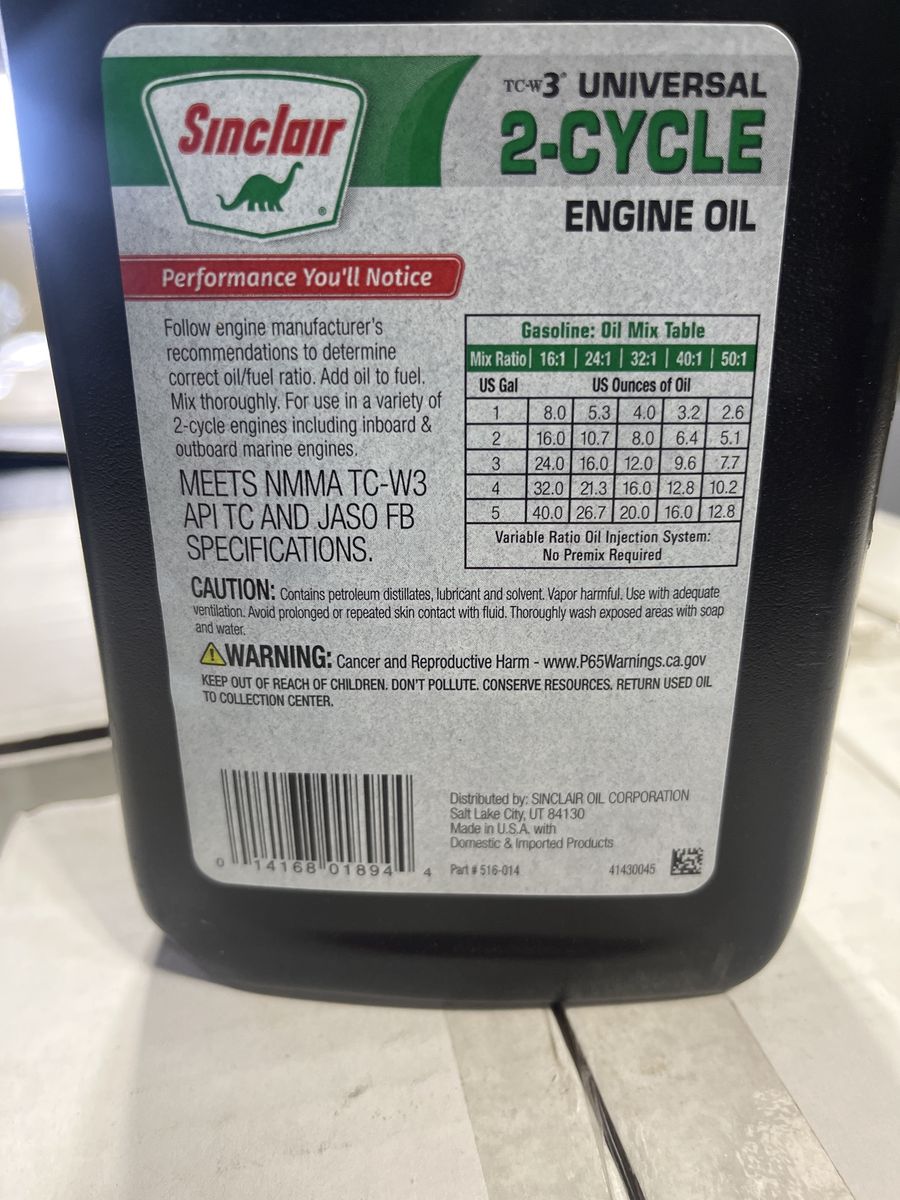 Sinclair
®
TC-W3® UNIVERSAL
2-CYCLE
ENGINE OIL
Performance You'll Notice
Follow engine manufacturer's
recommendations to determine
correct oil/fuel ratio. Add oil to fuel.
Mix thoroughly. For use in a variety of
2-cycle engines including inboard &
outboard marine engines.
MEETS NMMA TC-W3
API TC AND JASO FB
SPECIFICATIONS.
Gasoline: Oil Mix Table
Mix Ratio 16:1 24:1 32:1 40:1 50:1
US Gal US Ounces of Oil
1 8.0 5.3 4.0 3.2 2.6
2 16.0 10.7 8.0 6.4 5.1
3 24.0 16.0 12.0 9.6 7.7
4 32.0 21.3 16.0 12.8 10.2
5 40.0 26.7 20.0 16.0 12.8
Variable Ratio Oil Injection System:
No Premix Required
CAUTION: Contains petroleum distillates, lubricant and solvent. Vapor harmful. Use with adequate
ventilation. Avoid prolonged or repeated skin contact with fluid. Thoroughly wash exposed areas with soap
and water.
WARNING: Cancer and Reproductive Harm - www.P65Warnings.ca.gov
KEEP OUT OF REACH OF CHILDREN. DON'T POLLUTE. CONSERVE RESOURCES. RETURN USED OIL
TO COLLECTION CENTER.
0 14168 01894 4
Distributed by: SINCLAIR OIL CORPORATION
Salt Lake City, UT 84130
Made in U.S.A. with
Domestic & Imported Products
Part # 516-014 41430045